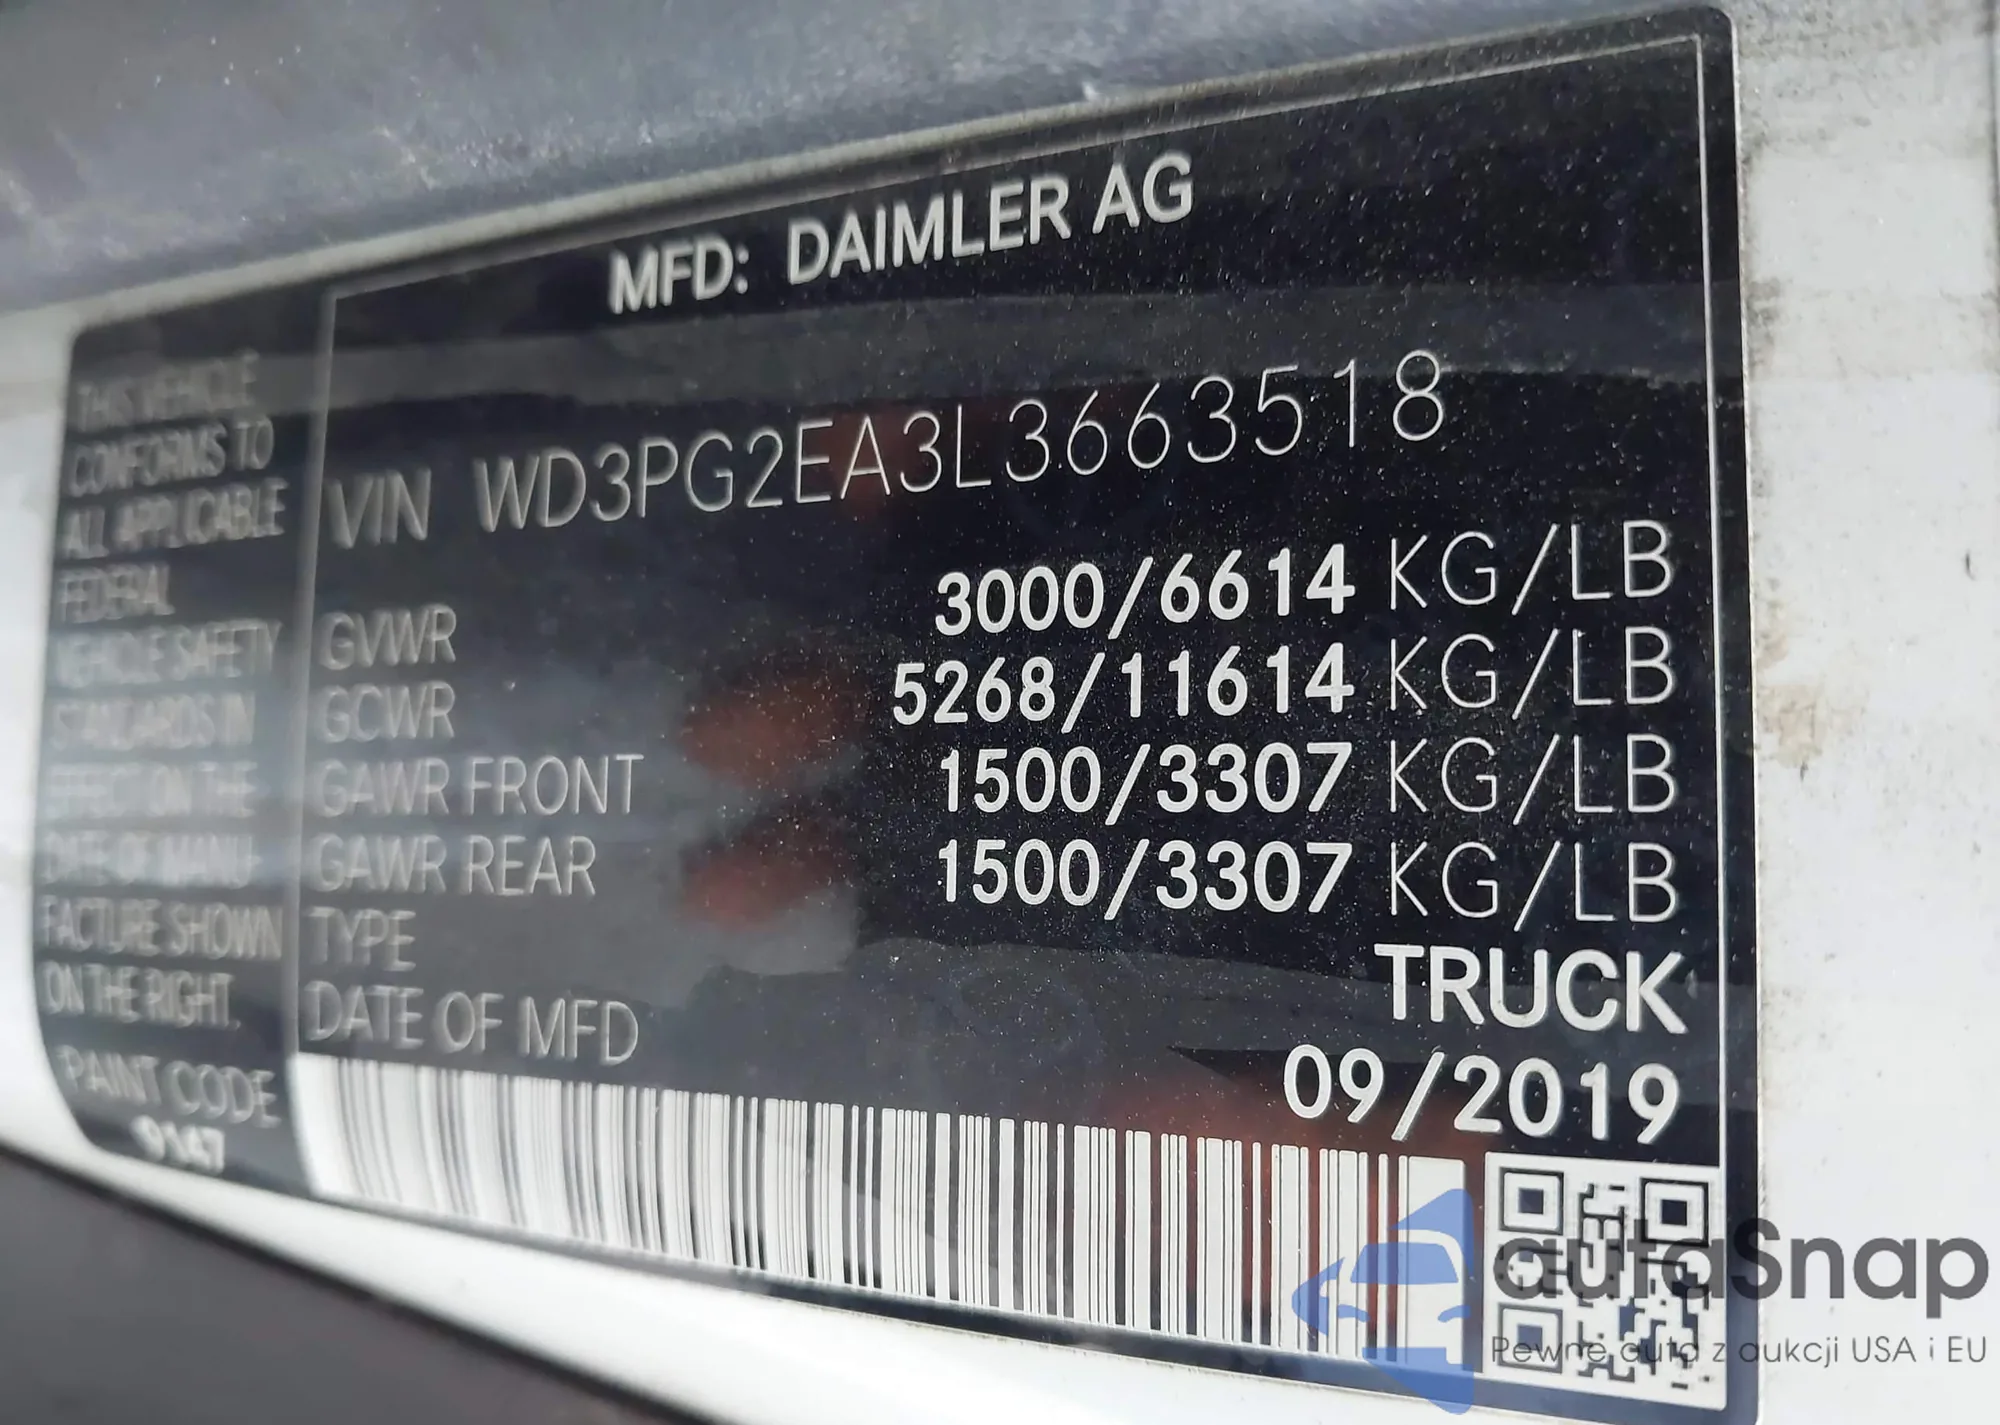 MFD: DAIMLER AG
THIS VEHICLE
CONFORMS TO
ALL APPLICABLE
FEDERAL
VEHICLE SAFETY
STANDARDS IN
EFFECT ON THE
DATE OF MANU-
FACTURE SHOWN
ON THE RIGHT.
PAINT CODE
9147
VIN WD3PG2EA3L3663518
GVWR 3000/6614 KG/LB
GCWR 5268/11614 KG/LB
GAWR FRONT 1500/3307 KG/LB
GAWR REAR 1500/3307 KG/LB
TYPE TRUCK
DATE OF MFD 09/2019
autaSnap
Pewne auta z aukcji USA i EU